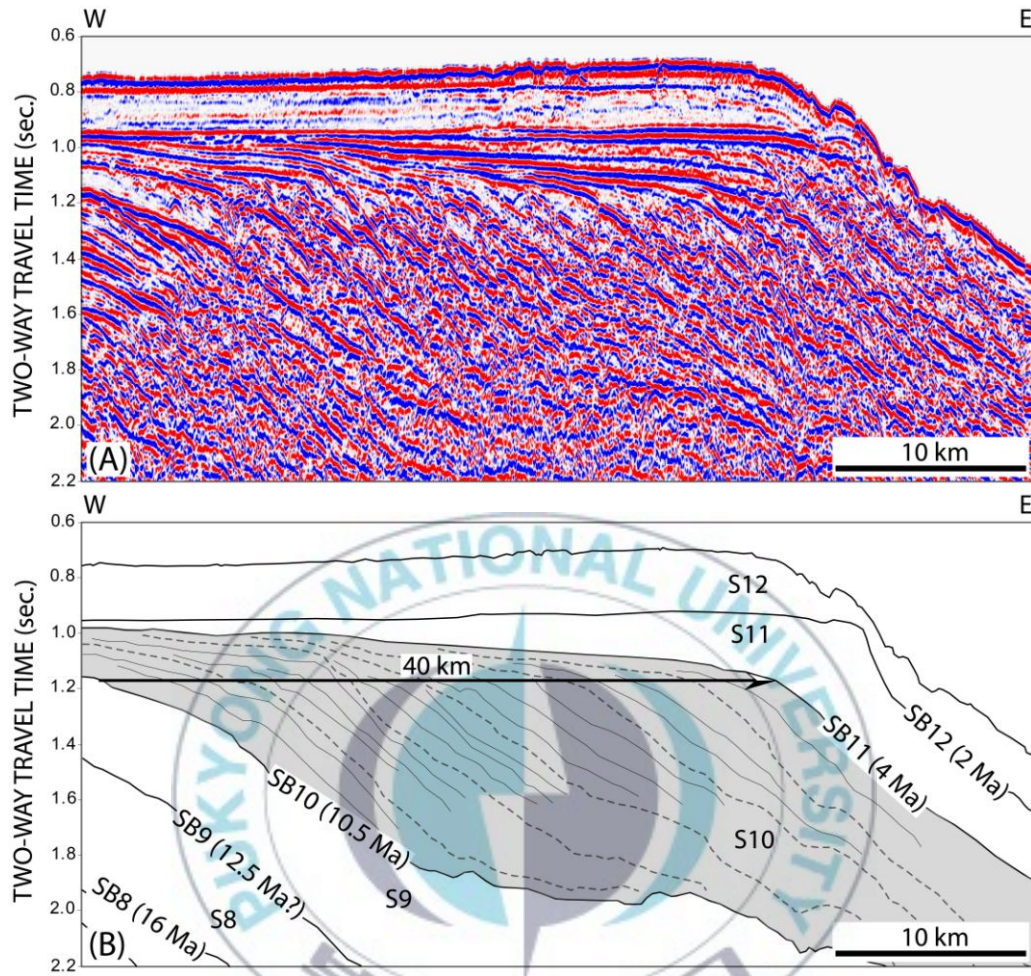 W
E
TWO-WAY TRAVEL TIME (sec.)
0.6
0.8
1.0
1.2
1.4
1.6
1.8
2.0
2.2
(A)
10 km
W
E
TWO-WAY TRAVEL TIME (sec.)
0.6
0.8
1.0
1.2
1.4
1.6
1.8
2.0
2.2
S12
S11
40 km
SB12 (2 Ma)
SB11 (4 Ma)
SB10 (10.5 Ma)
S10
SB9 (12.5 Ma?)
S9
SB8 (16 Ma)
S8
(B)
10 km
PUKYONG NATIONAL UNIVERSITY